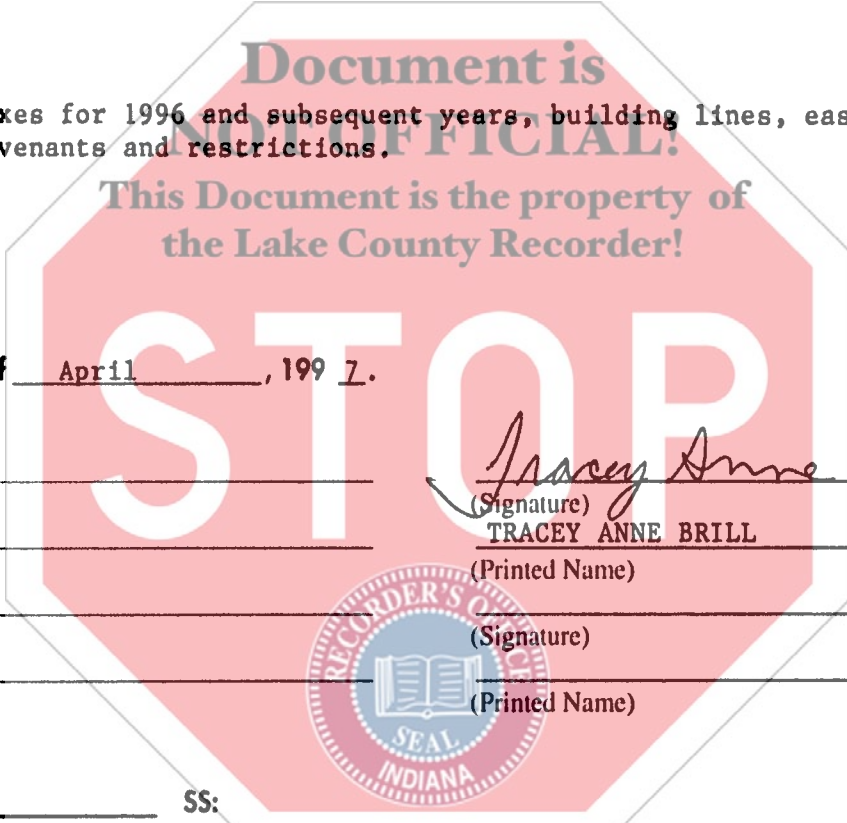 Document is
xes for 1996 and subsequent years, building lines, eas
NOT OFFICIAL!
venants and restrictions.
This Document is the property of
the Lake County Recorder!
STOP
f April, 199 7.
Tracey Anne
(Signature)
TRACEY ANNE BRILL
(Printed Name)
(Signature)
(Printed Name)
RECORDER'S OFFICE
SEAL
INDIANA
SS: